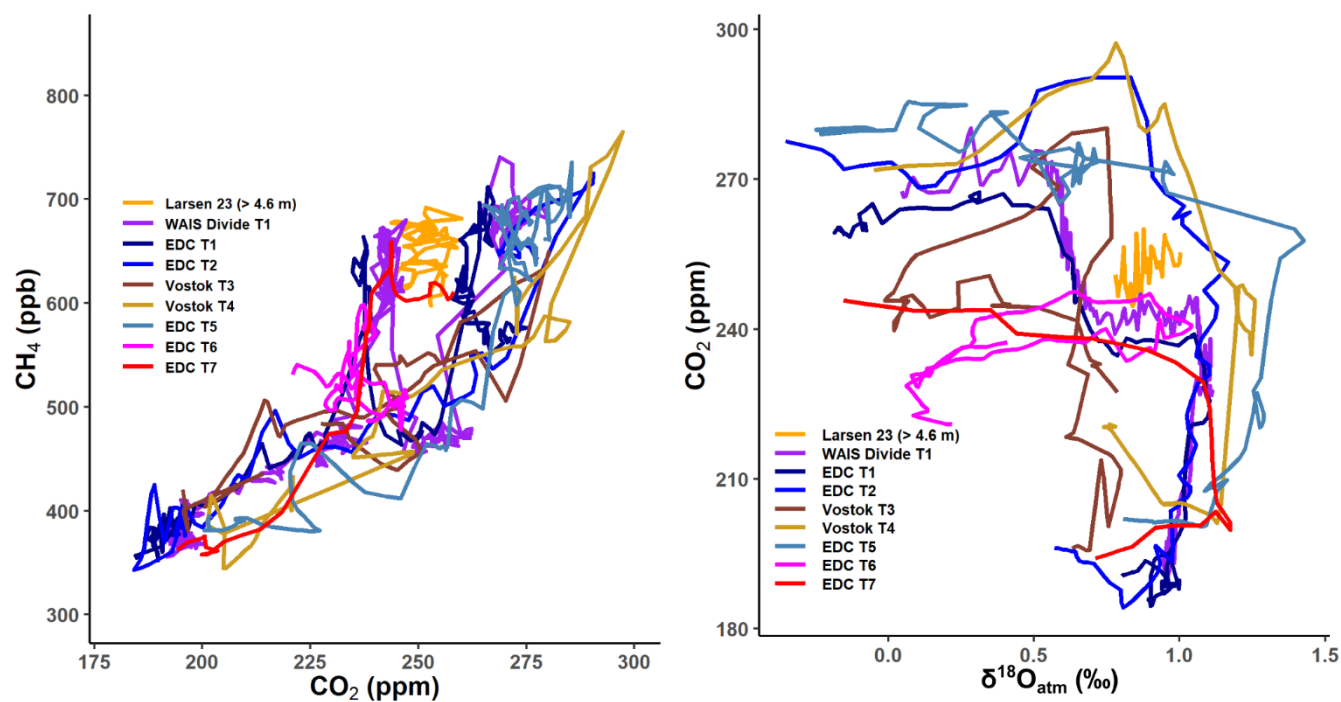 800
700
600
500
400
300
CH₄ (ppb)
Larsen 23 (> 4.6 m)
WAIS Divide T1
EDC T1
EDC T2
Vostok T3
Vostok T4
EDC T5
EDC T6
EDC T7
175 200 225 250 275 300
CO₂ (ppm)
300
270
240
210
180
CO₂ (ppm)
Larsen 23 (> 4.6 m)
WAIS Divide T1
EDC T1
EDC T2
Vostok T3
Vostok T4
EDC T5
EDC T6
EDC T7
0.0 0.5 1.0 1.5
δ¹⁸Oₐₜₘ (‰)